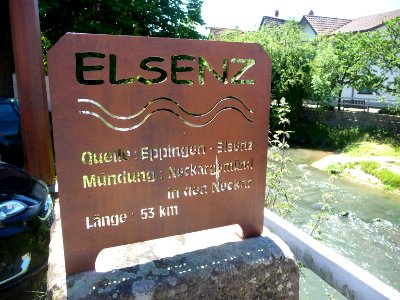 ELSENZ
Quelle : Eppingen - Elsenz
Mündung : Neckargemünd
in den Neckar
Länge : 53 km